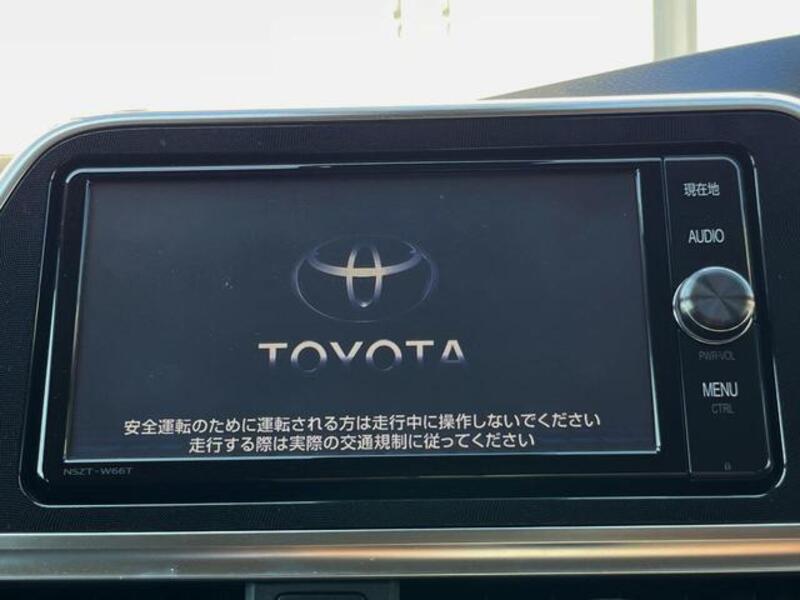 現在地
AUDIO
TOYOTA
PWR·VOL
MENU
CTRL
安全運転のために運転される方は走行中に操作しないでください
走行する際は実際の交通規制に従ってください
NSZT-W66T